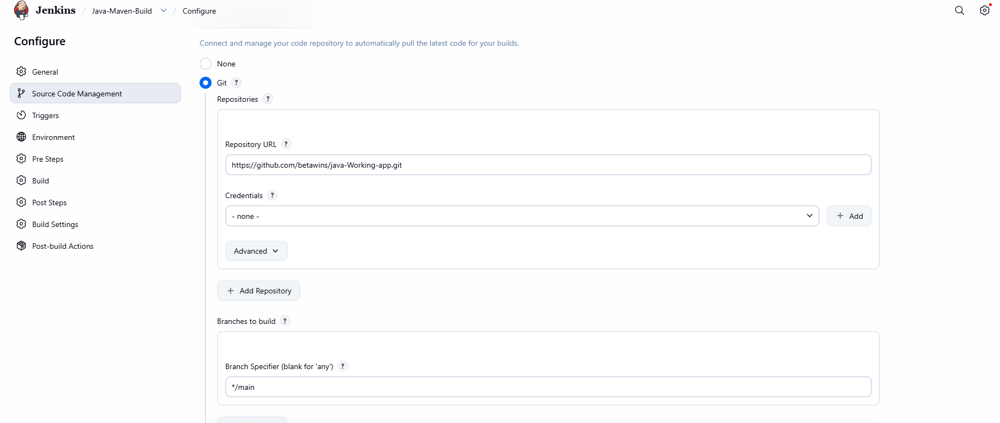 Jenkins / Java-Maven-Build / Configure
Configure
General
Source Code Management
Triggers
Environment
Pre Steps
Build
Post Steps
Build Settings
Post-build Actions
Connect and manage your code repository to automatically pull the latest code for your builds.
None
Git ?
Repositories ?
Repository URL ?
https://github.com/betawins/java-Working-app.git
Credentials ?
- none -
+ Add
Advanced
+ Add Repository
Branches to build ?
Branch Specifier (blank for 'any') ?
*/main